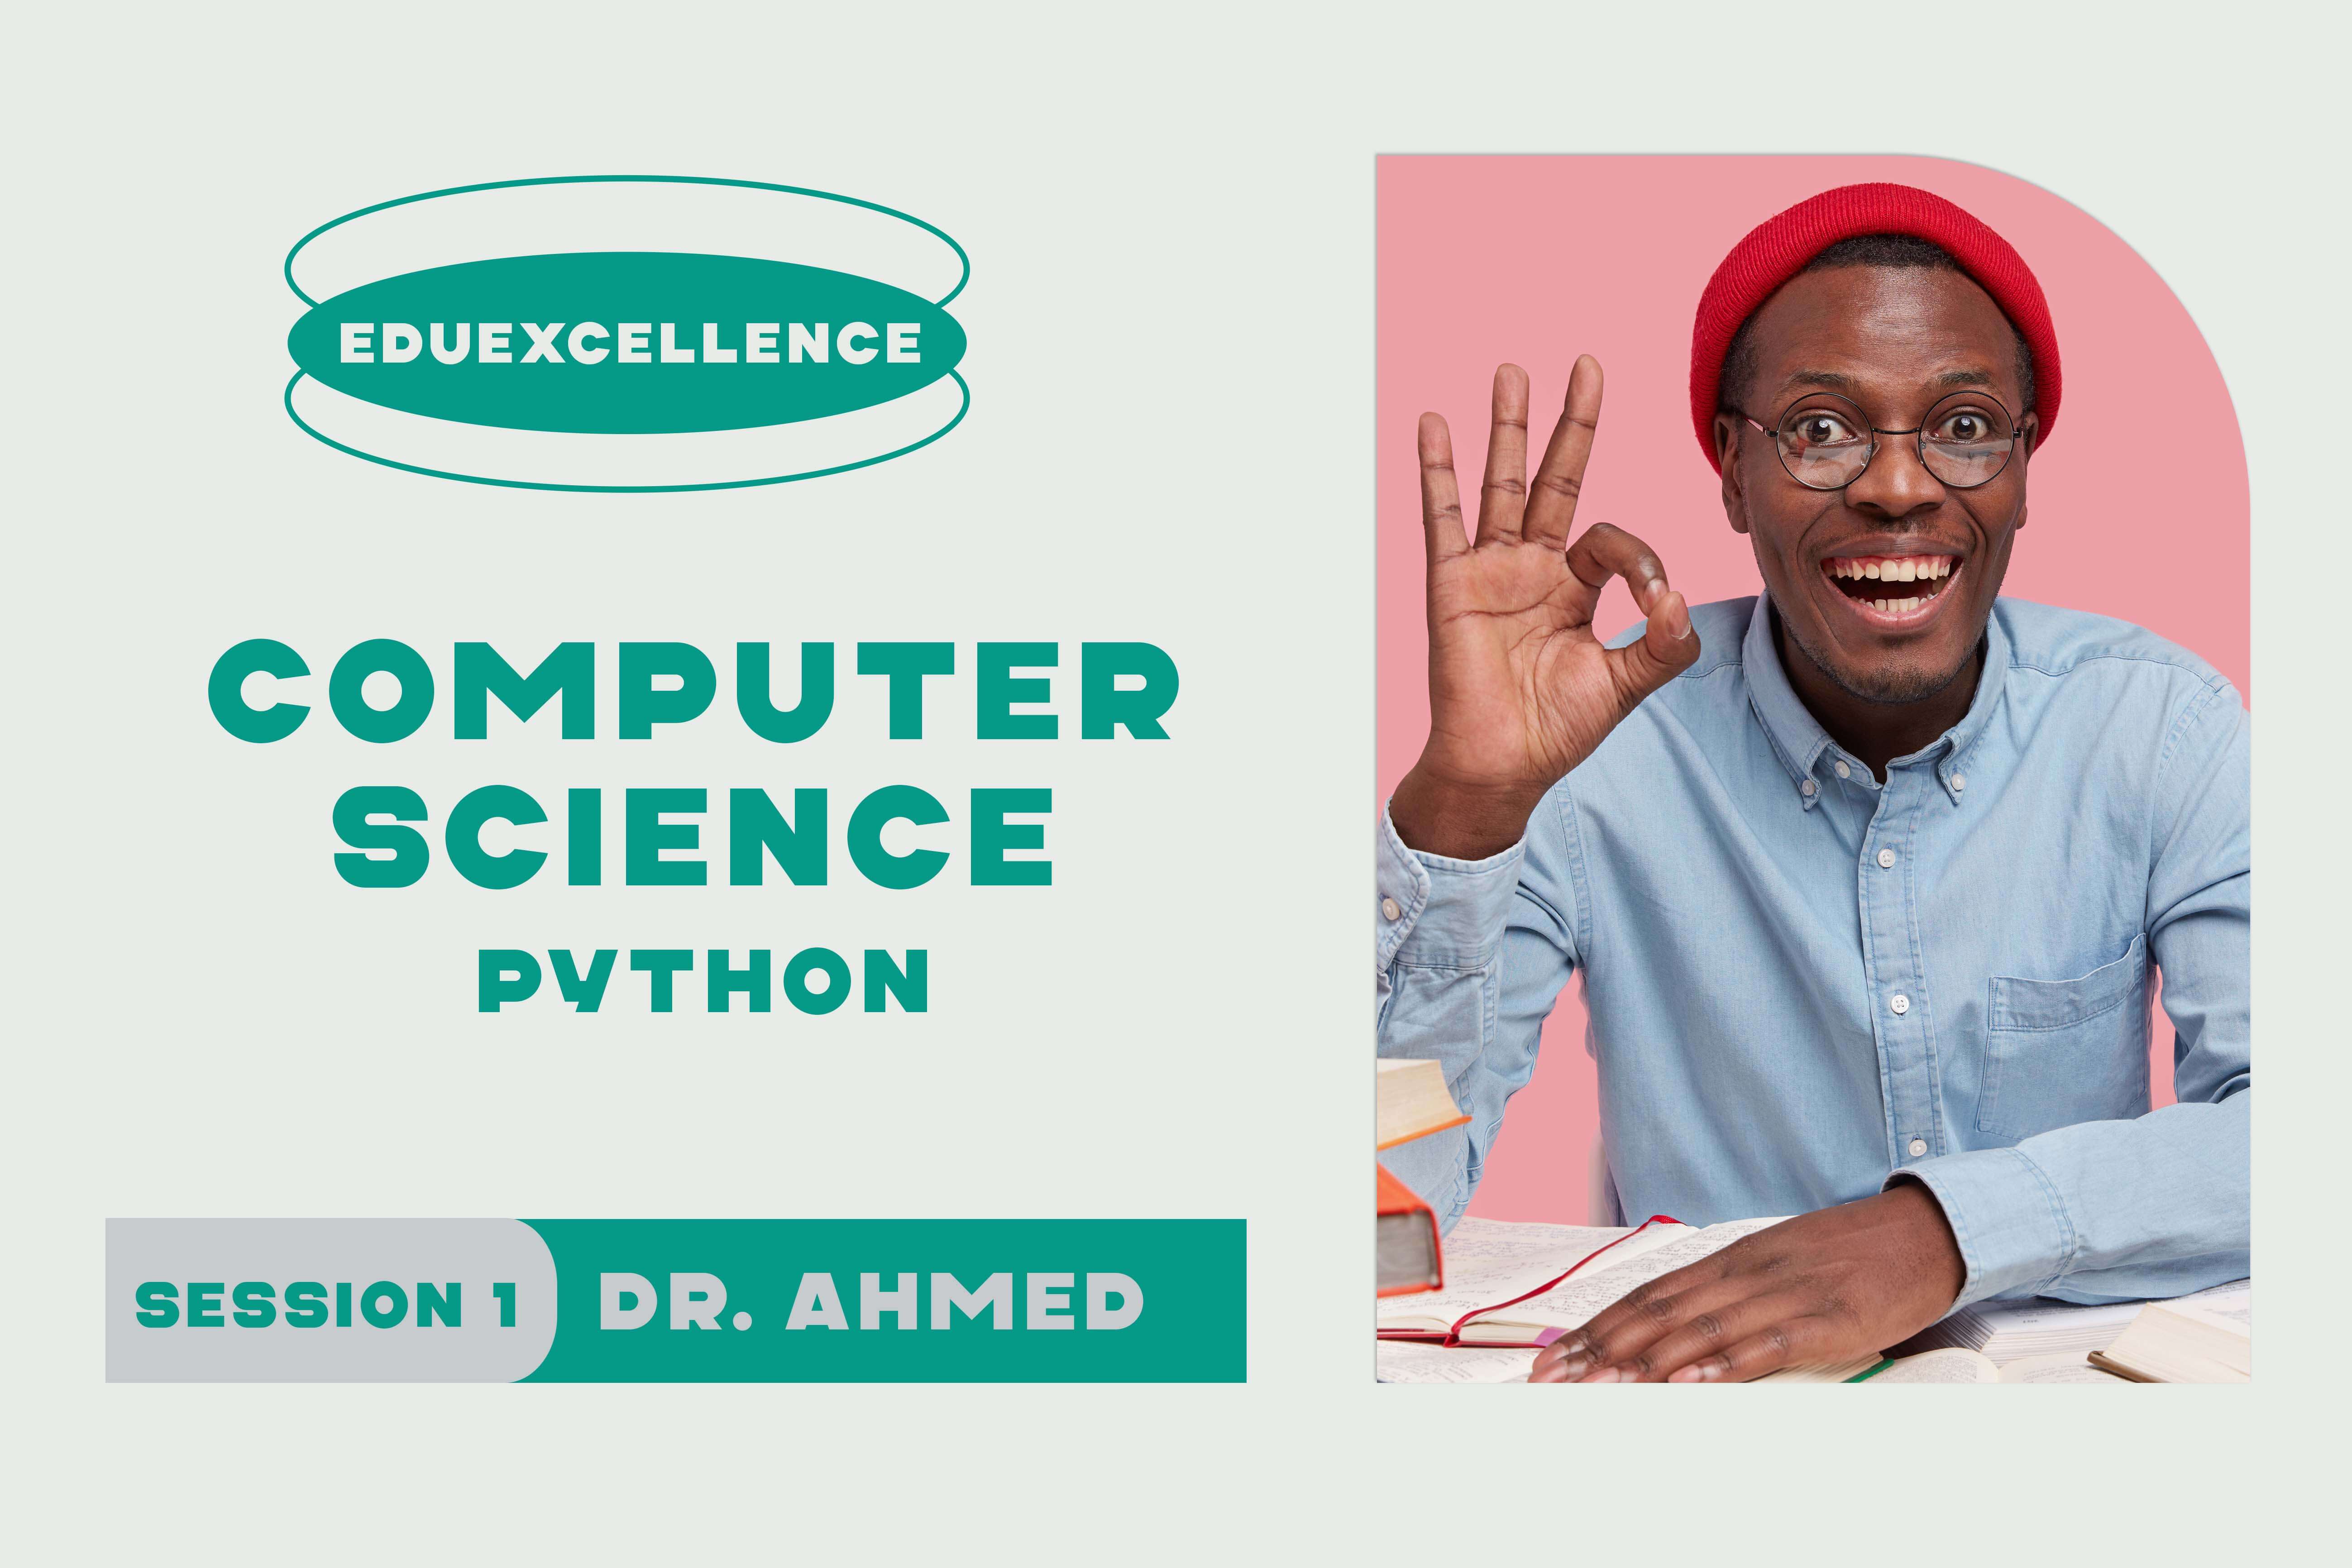 EDUEXCELLENCE
COMPUTER
SCIENCE
PYTHON
SESSION 1
DR. AHMED